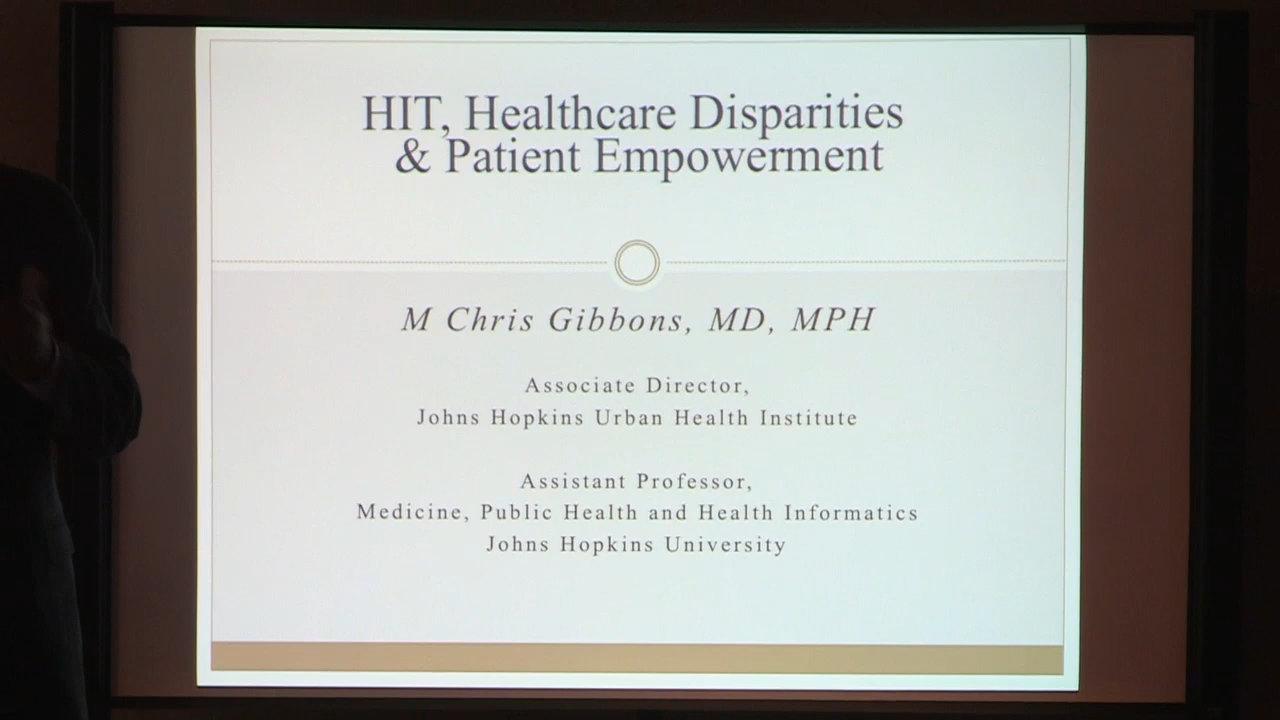 HIT, Healthcare Disparities
& Patient Empowerment
M Chris Gibbons, MD, MPH
Associate Director,
Johns Hopkins Urban Health Institute
Assistant Professor,
Medicine, Public Health and Health Informatics
Johns Hopkins University